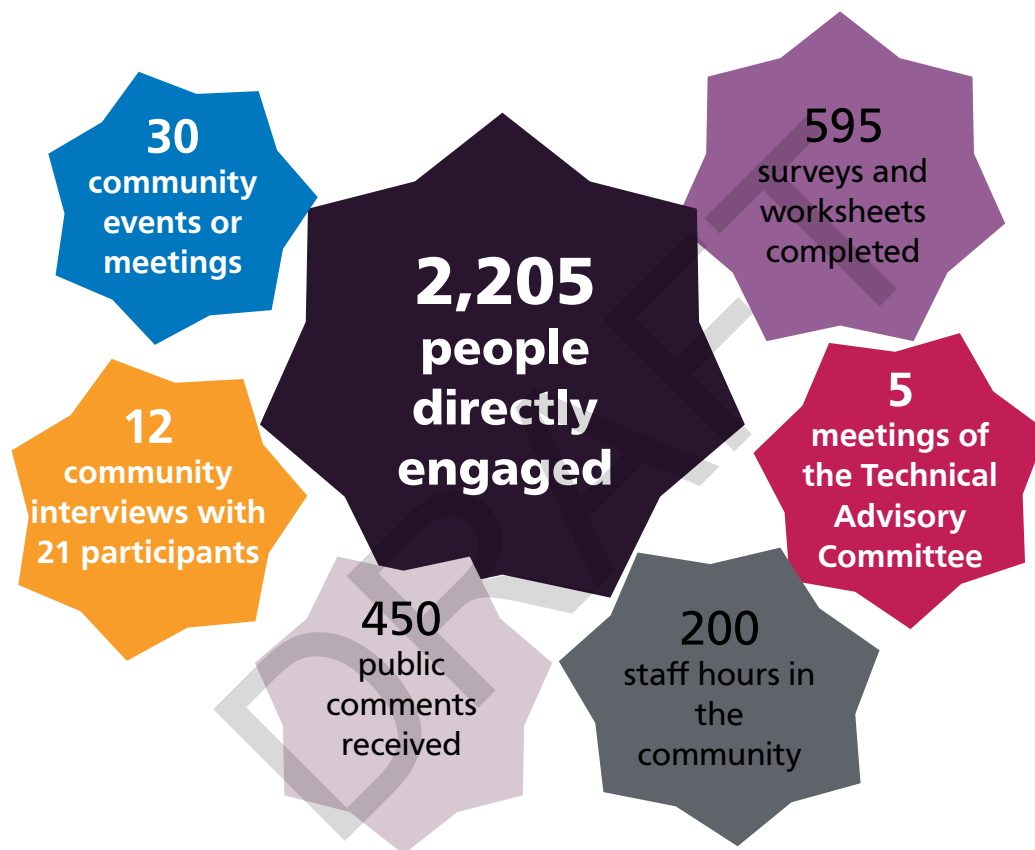 30
community
events or
meetings
595
surveys and
worksheets
completed
2,205
people
directly
engaged
12
community
interviews with
21 participants
5
meetings of
the Technical
Advisory
Committee
450
public
comments
received
200
staff hours in
the
community
DRAFT